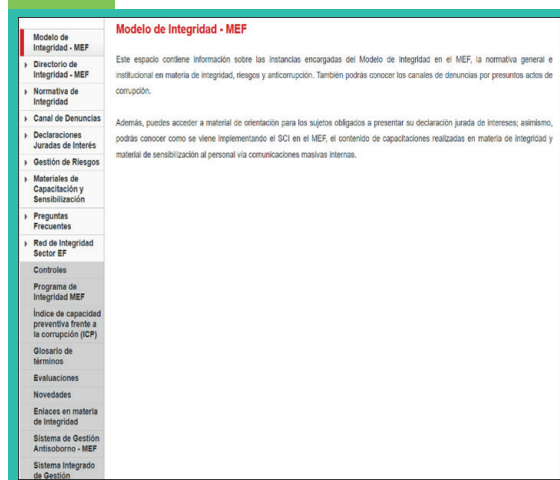 Modelo de
Integridad - MEF
Directorio de
Integridad - MEF
Normativa de
Integridad
Canal de Denuncias
Declaraciones
Juradas de Interés
Gestión de Riesgos
Materiales de
Capacitación y
Sensibilización
Preguntas
Frecuentes
Red de Integridad
Sector EF
Controles
Programa de
Integridad MEF
Índice de capacidad
preventiva frente a
la corrupción (ICP)
Glosario de
términos
Evaluaciones
Novedades
Enlaces en materia
de Integridad
Sistema de Gestión
Antisoborno - MEF
Sistema Integrado
de Gestión
Modelo de Integridad - MEF
Este espacio contiene información sobre las instancias encargadas del Modelo de Integridad en el MEF, la normativa general e
institucional en materia de integridad, riesgos y anticorrupción. También podrás conocer los canales de denuncias por presuntos actos de
corrupción.
Además, puedes acceder a material de orientación para los sujetos obligados a presentar su declaración jurada de intereses; asimismo,
podrás conocer como se viene implementando el SCI en el MEF, el contenido de capacitaciones realizadas en materia de integridad y
material de sensibilización al personal vía comunicaciones masivas internas.